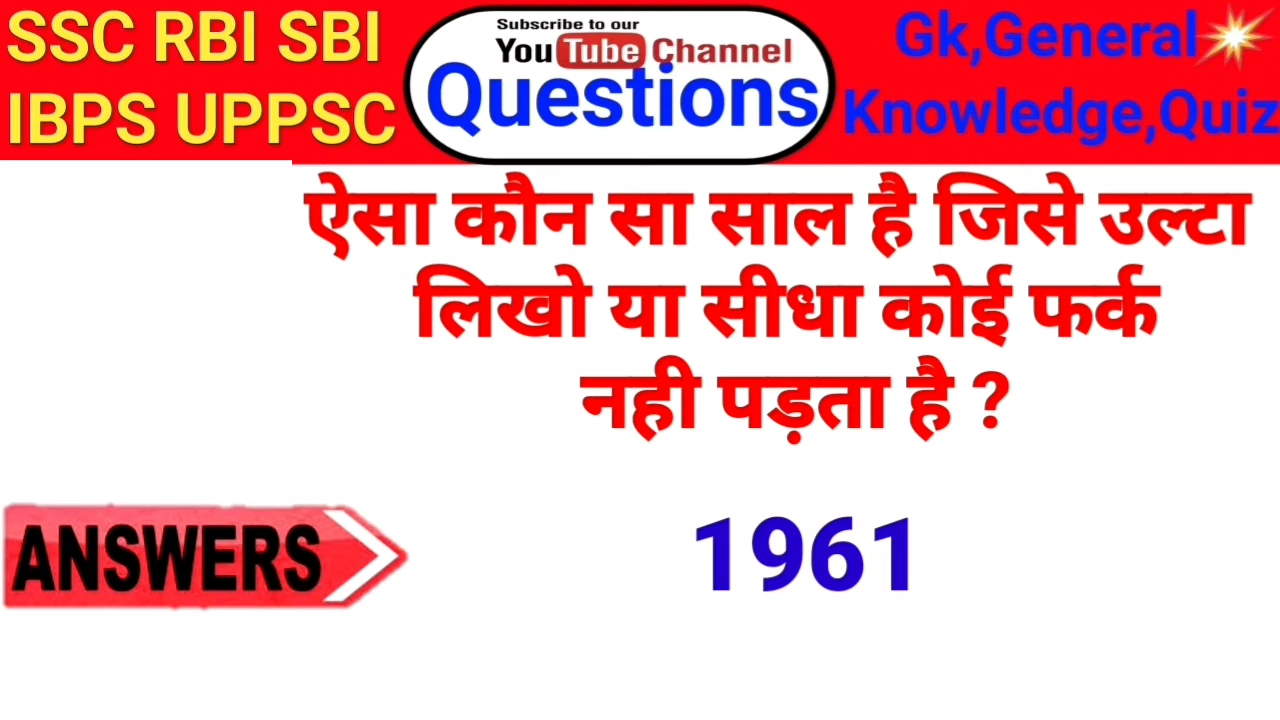 SSC RBI SBI
IBPS UPPSC
Subscribe to our
YouTube Channel
Questions
Gk,General
Knowledge,Quiz
ऐसा कौन सा साल है जिसे उल्टा
लिखो या सीधा कोई फर्क
नही पड़ता है ?
ANSWERS
1961